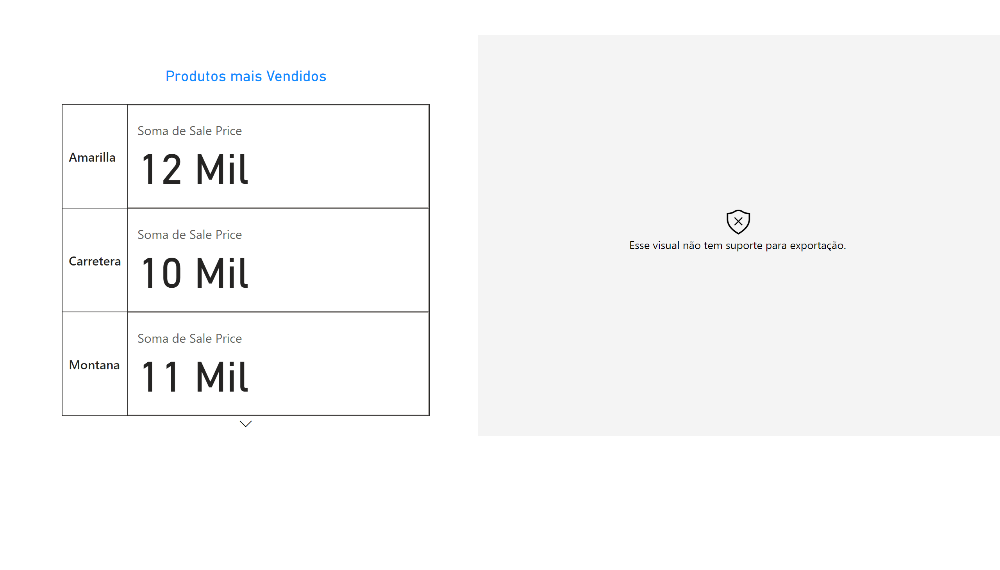 Produtos mais Vendidos
Amarilla
Soma de Sale Price
12 Mil
Carretera
Soma de Sale Price
10 Mil
Montana
Soma de Sale Price
11 Mil
Esse visual não tem suporte para exportação.